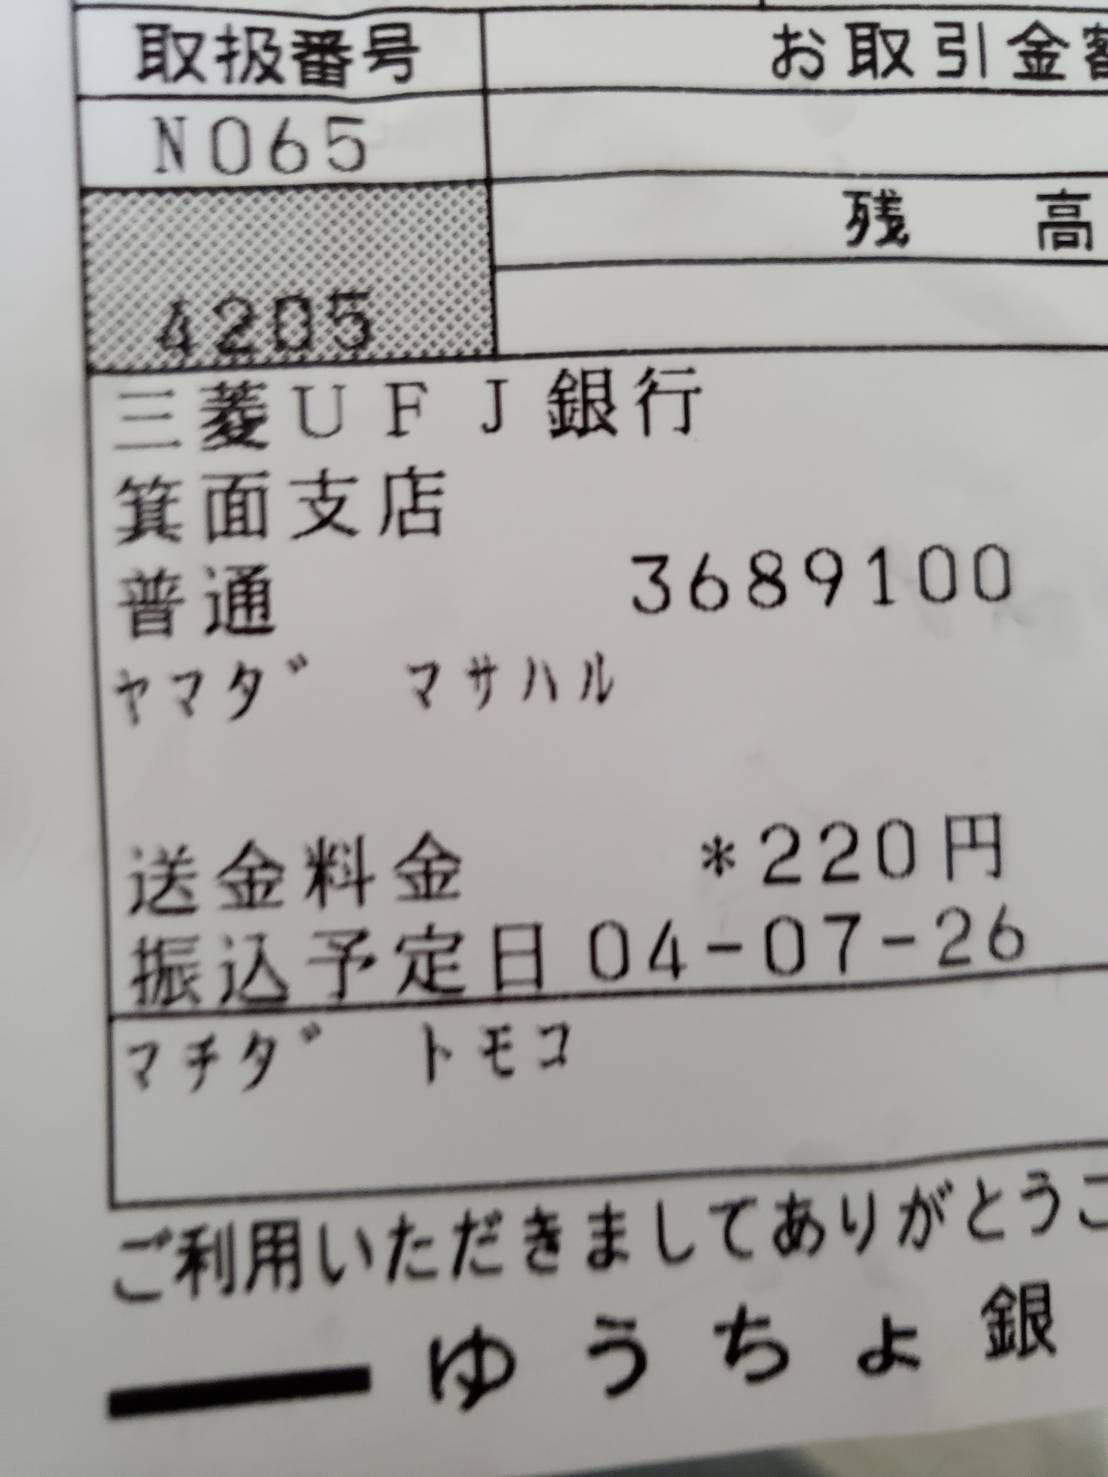 取扱番号 お取引金額
N065
残 高
4205
三菱UFJ銀行
箕面支店
普通 3689100
ヤマダ マサハル
送金料金 *220円
振込予定日04-07-26
マチダ トモコ
ご利用いただきましてありがとうご
ゆうちょ銀